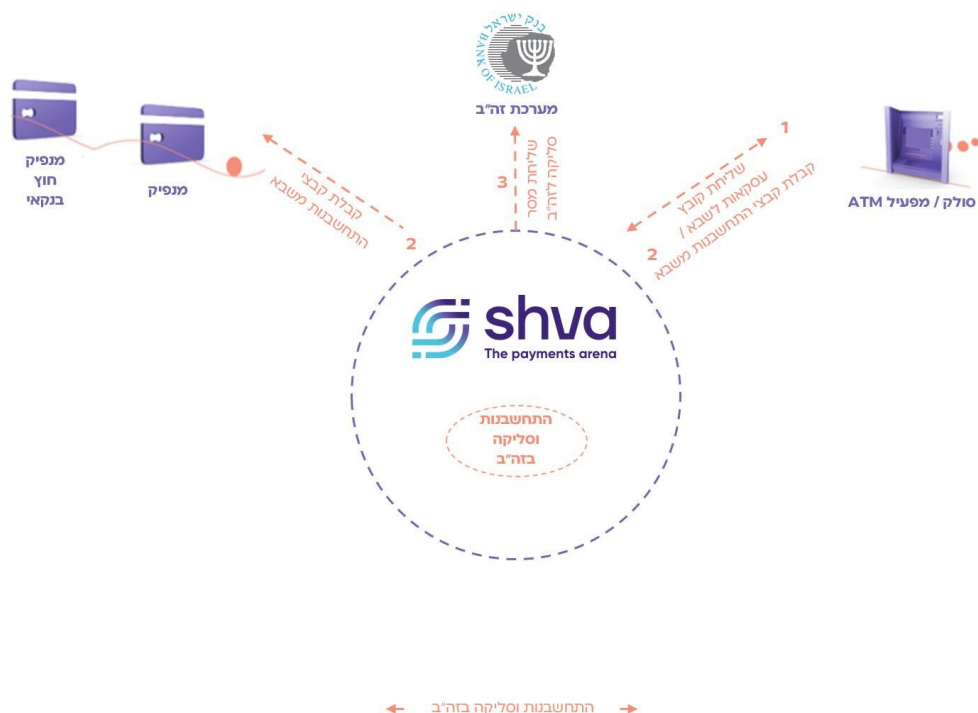 בנק ישראל
BANK OF ISRAEL
מערכת זה"ב
סולק / מפעיל ATM
1
שליחת קובץ
עסקאות לשבא /
2
קבלת קבצי התחשבנות משבא
3
שליחת מסר
סליקה לזה"ב
קבלת קבצי
התחשבנות משבא
2
מנפיק
מנפיק
חוץ
בנקאי
shva
The payments arena
התחשבנות
וסליקה
בזה"ב
התחשבנות וסליקה בזה"ב